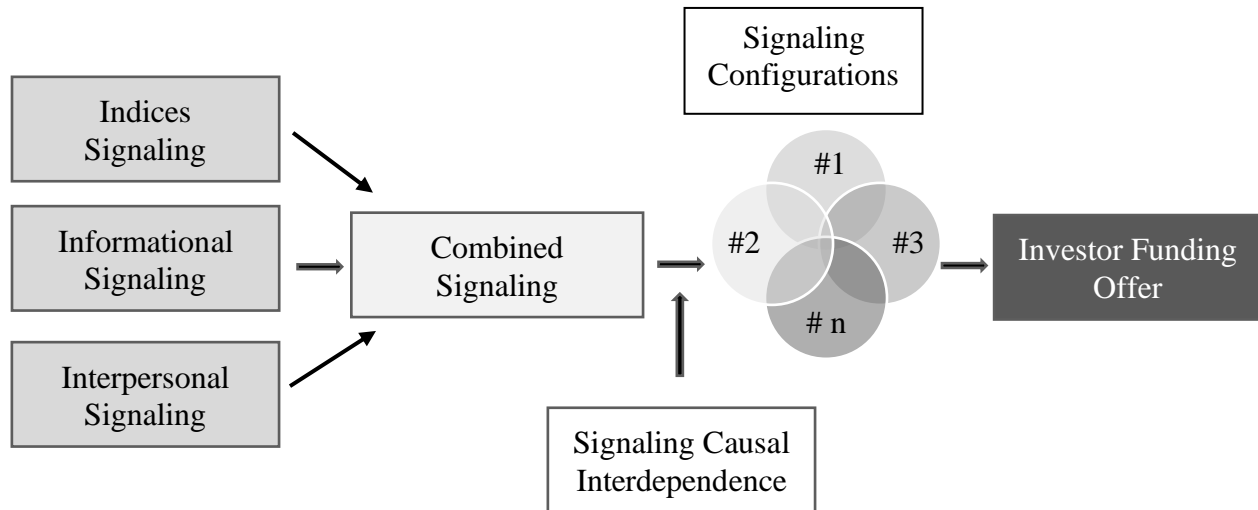 Signaling
Configurations
Indices
Signaling
Informational
Signaling
Interpersonal
Signaling
Combined
Signaling
#1
#2
#3
# n
Investor Funding
Offer
Signaling Causal
Interdependence